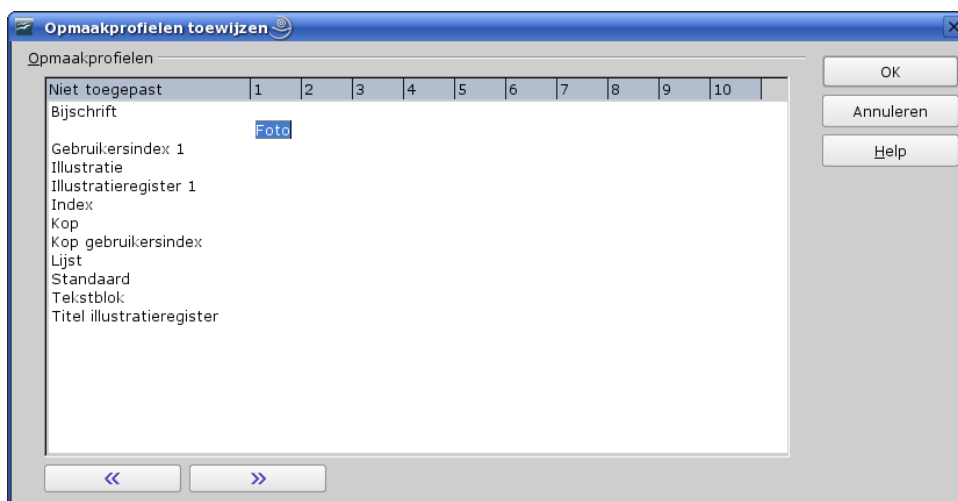 Opmaakprofielen toewijzen
Opmaakprofielen
Niet toegepast 1 2 3 4 5 6 7 8 9 10
Bijschrift
Foto
Gebruikersindex 1
Illustratie
Illustratieregister 1
Index
Kop
Kop gebruikersindex
Lijst
Standaard
Tekstblok
Titel illustratieregister
OK
Annuleren
Help